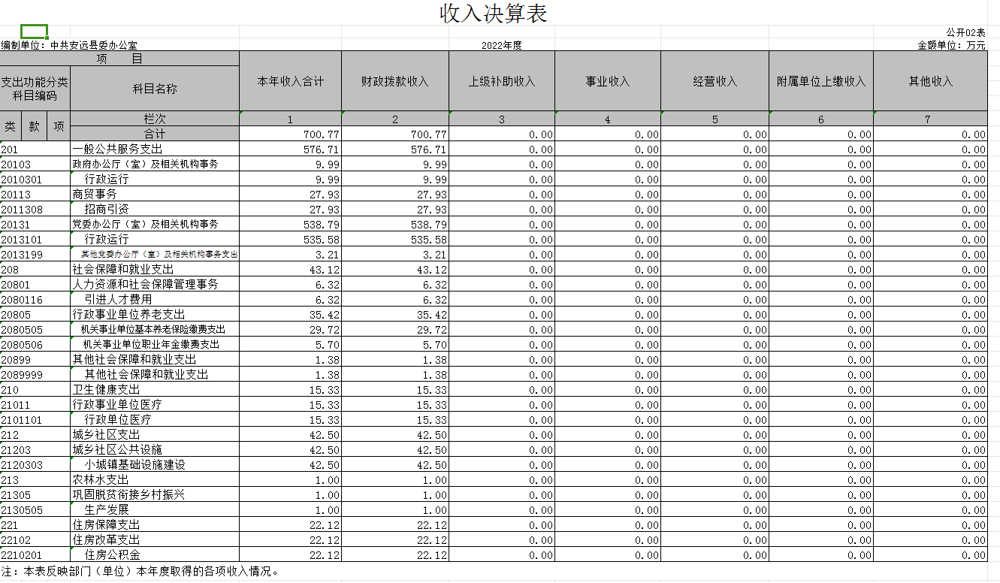 收入决算表
公开02表
编制单位：中共安远县委办公室 2022年度 金额单位：万元
项 目 本年收入合计 财政拨款收入 上级补助收入 事业收入 经营收入 附属单位上缴收入 其他收入
支出功能分类科目编码 科目名称
类 款 项 栏次 1 2 3 4 5 6 7
合计 700.77 700.77 0.00 0.00 0.00 0.00 0.00
201 一般公共服务支出 576.71 576.71 0.00 0.00 0.00 0.00 0.00
20103 政府办公厅（室）及相关机构事务 9.99 9.99 0.00 0.00 0.00 0.00 0.00
2010301 行政运行 9.99 9.99 0.00 0.00 0.00 0.00 0.00
20113 商贸事务 27.93 27.93 0.00 0.00 0.00 0.00 0.00
2011308 招商引资 27.93 27.93 0.00 0.00 0.00 0.00 0.00
20131 党委办公厅（室）及相关机构事务 538.79 538.79 0.00 0.00 0.00 0.00 0.00
2013101 行政运行 535.58 535.58 0.00 0.00 0.00 0.00 0.00
2013199 其他党委办公厅（室）及相关机构事务支出 3.21 3.21 0.00 0.00 0.00 0.00 0.00
208 社会保障和就业支出 43.12 43.12 0.00 0.00 0.00 0.00 0.00
20801 人力资源和社会保障管理事务 6.32 6.32 0.00 0.00 0.00 0.00 0.00
2080116 引进人才费用 6.32 6.32 0.00 0.00 0.00 0.00 0.00
20805 行政事业单位养老支出 35.42 35.42 0.00 0.00 0.00 0.00 0.00
2080505 机关事业单位基本养老保险缴费支出 29.72 29.72 0.00 0.00 0.00 0.00 0.00
2080506 机关事业单位职业年金缴费支出 5.70 5.70 0.00 0.00 0.00 0.00 0.00
20899 其他社会保障和就业支出 1.38 1.38 0.00 0.00 0.00 0.00 0.00
2089999 其他社会保障和就业支出 1.38 1.38 0.00 0.00 0.00 0.00 0.00
210 卫生健康支出 15.33 15.33 0.00 0.00 0.00 0.00 0.00
21011 行政事业单位医疗 15.33 15.33 0.00 0.00 0.00 0.00 0.00
2101101 行政单位医疗 15.33 15.33 0.00 0.00 0.00 0.00 0.00
212 城乡社区支出 42.50 42.50 0.00 0.00 0.00 0.00 0.00
21203 城乡社区公共设施 42.50 42.50 0.00 0.00 0.00 0.00 0.00
2120303 小城镇基础设施建设 42.50 42.50 0.00 0.00 0.00 0.00 0.00
213 农林水支出 1.00 1.00 0.00 0.00 0.00 0.00 0.00
21305 巩固脱贫衔接乡村振兴 1.00 1.00 0.00 0.00 0.00 0.00 0.00
2130505 生产发展 1.00 1.00 0.00 0.00 0.00 0.00 0.00
221 住房保障支出 22.12 22.12 0.00 0.00 0.00 0.00 0.00
22102 住房改革支出 22.12 22.12 0.00 0.00 0.00 0.00 0.00
2210201 住房公积金 22.12 22.12 0.00 0.00 0.00 0.00 0.00
注：本表反映部门（单位）本年度取得的各项收入情况。